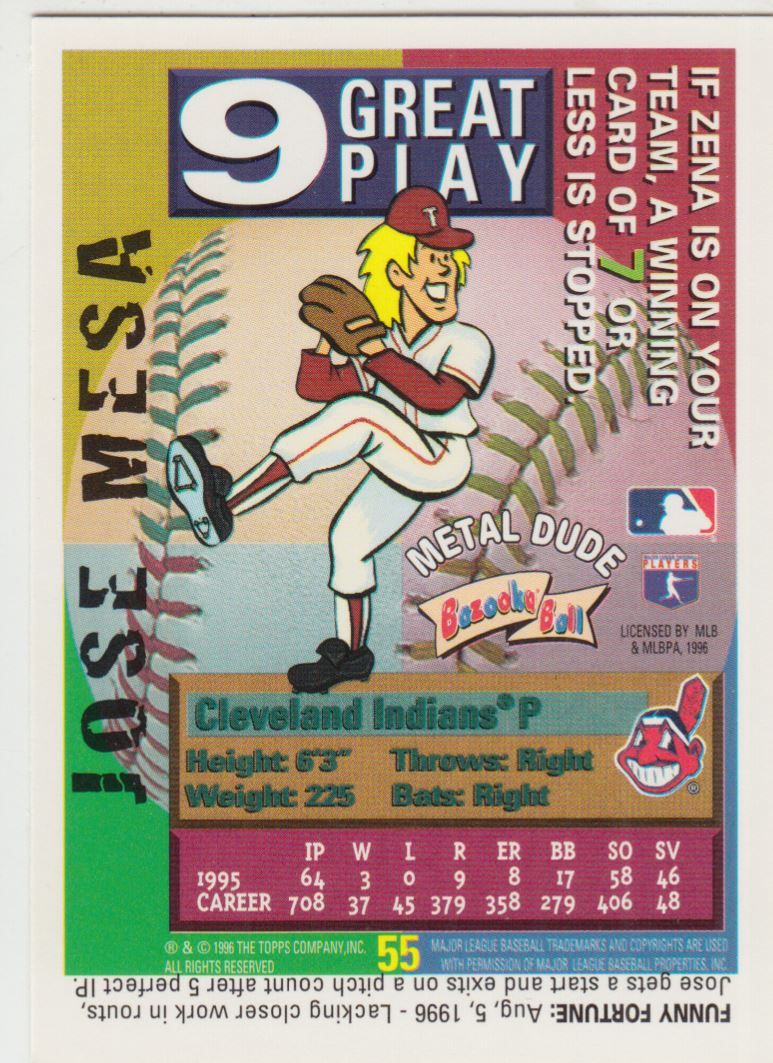 9
GREAT
PLAY
IF ZENA IS ON YOUR
TEAM, A WINNING
CARD OF 7 OR
LESS IS STOPPED.
JOSE MESA
T
METAL DUDE
Bazooka Ball
MAJOR LEAGUE BASEBALL
PLAYERS
LICENSED BY MLB
& MLBPA, 1996
Cleveland Indians® P
Height: 6'3" Throws: Right
Weight: 225 Bats: Right
®
IP W L R ER BB SO SV
1995 64 3 0 9 8 17 58 46
CAREER 708 37 45 379 358 279 406 48
® & © 1996 THE TOPPS COMPANY, INC.
ALL RIGHTS RESERVED
55
MAJOR LEAGUE BASEBALL TRADEMARKS AND COPYRIGHTS ARE USED
WITH PERMISSION OF MAJOR LEAGUE BASEBALL PROPERTIES, INC.
FUNNY FORTUNE: Aug, 5, 1996 - Lacking closer work in routs,
Jose gets a start and exits on a pitch count after 5 perfect IP.